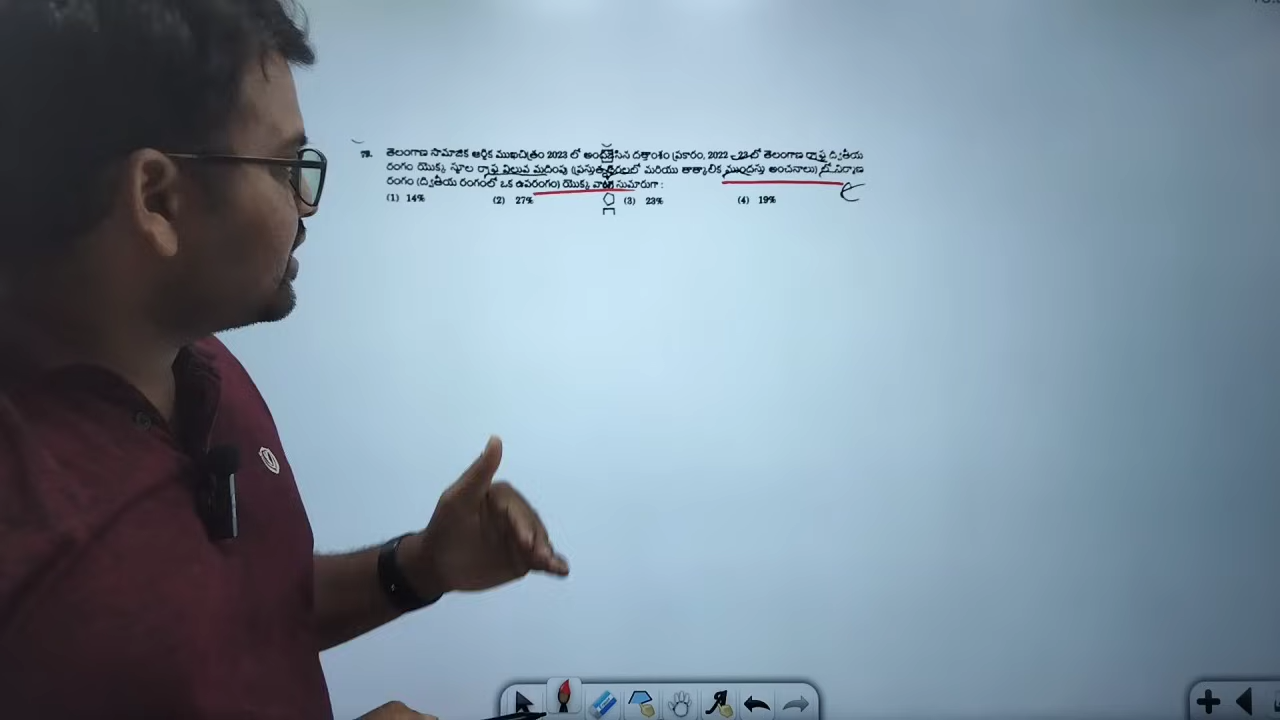 తెలంగాణ సామాజిక ఆర్థిక ముఖచిత్రం 2023 లో అందజేసిన దత్తాంశం ప్రకారం, 2022 - 23లో తెలంగాణ రాష్ట్ర ద్వితీయ
రంగం యొక్క స్థూల రాష్ట్ర విలువ మదింపు (ప్రస్తుత ధరలలో మరియు తాత్కాలిక ముందస్తు అంచనాలు) లో నిర్మాణ
రంగం (ద్వితీయ రంగంలో ఒక ఉపరంగం) యొక్క వాటా సుమారుగా :
(1) 14% (2) 27% (3) 23% (4) 19%